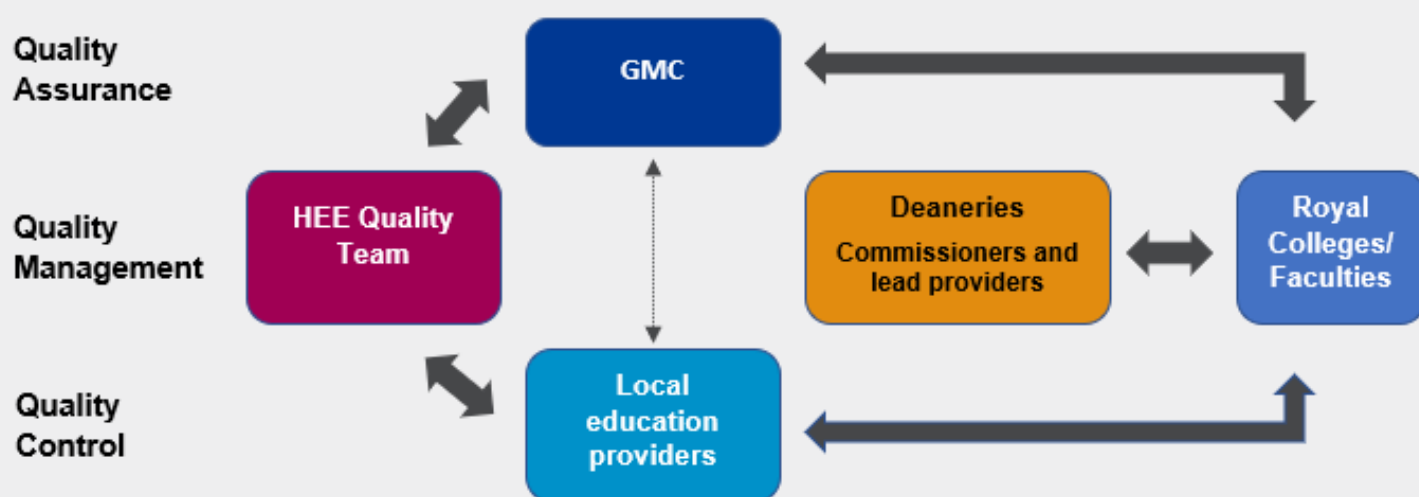 Quality
Assurance
GMC
Quality
Management
HEE Quality
Team
Deaneries
Commissioners and
lead providers
Royal
Colleges/
Faculties
Quality
Control
Local
education
providers